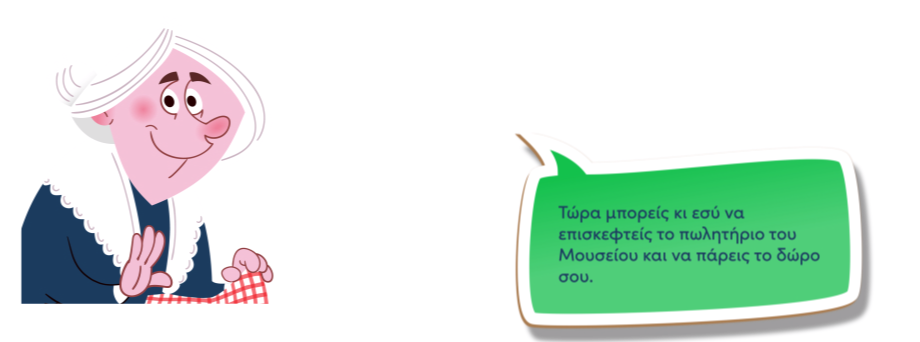 Τώρα μπορείς κι εσύ να
επισκεφτείς το πωλητήριο του
Μουσείου και να πάρεις το δώρο
σου.